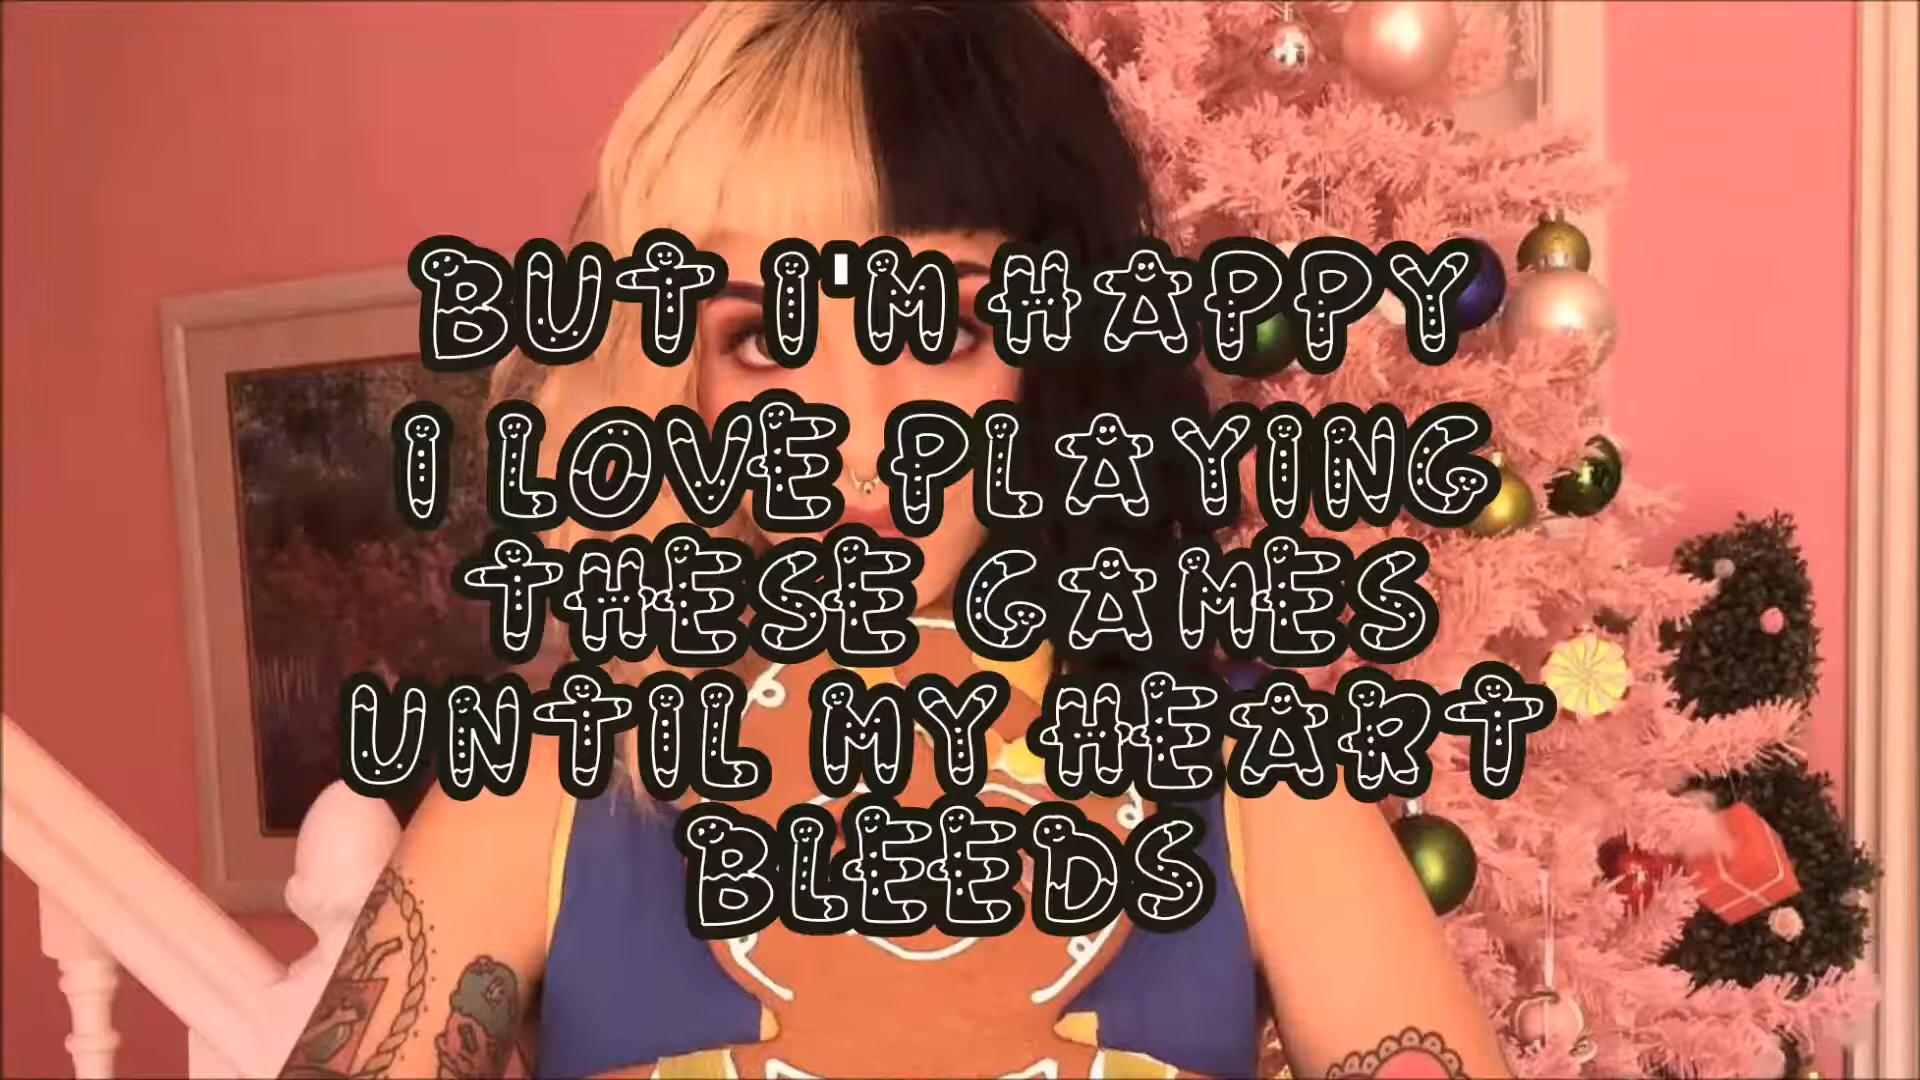 BUT I'M HAPPY
I LOVE PLAYING
THESE GAMES
UNTIL MY HEART
BLEEDS